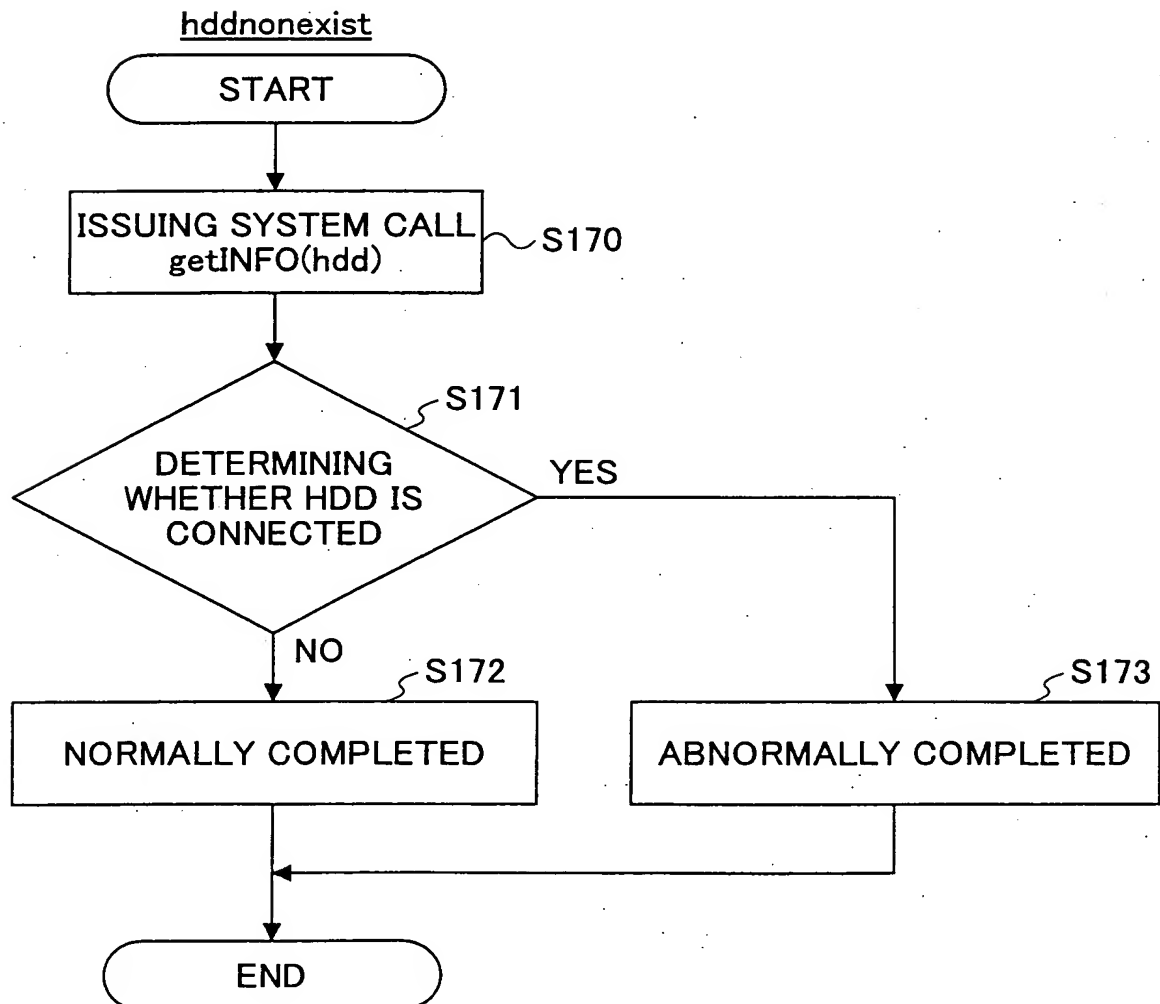 hddnonexist
START
ISSUING SYSTEM CALL
getINFO(hdd)
S170
S171
DETERMINING
WHETHER HDD IS
CONNECTED
YES
NO
S172
S173
NORMALLY COMPLETED
ABNORMALLY COMPLETED
END